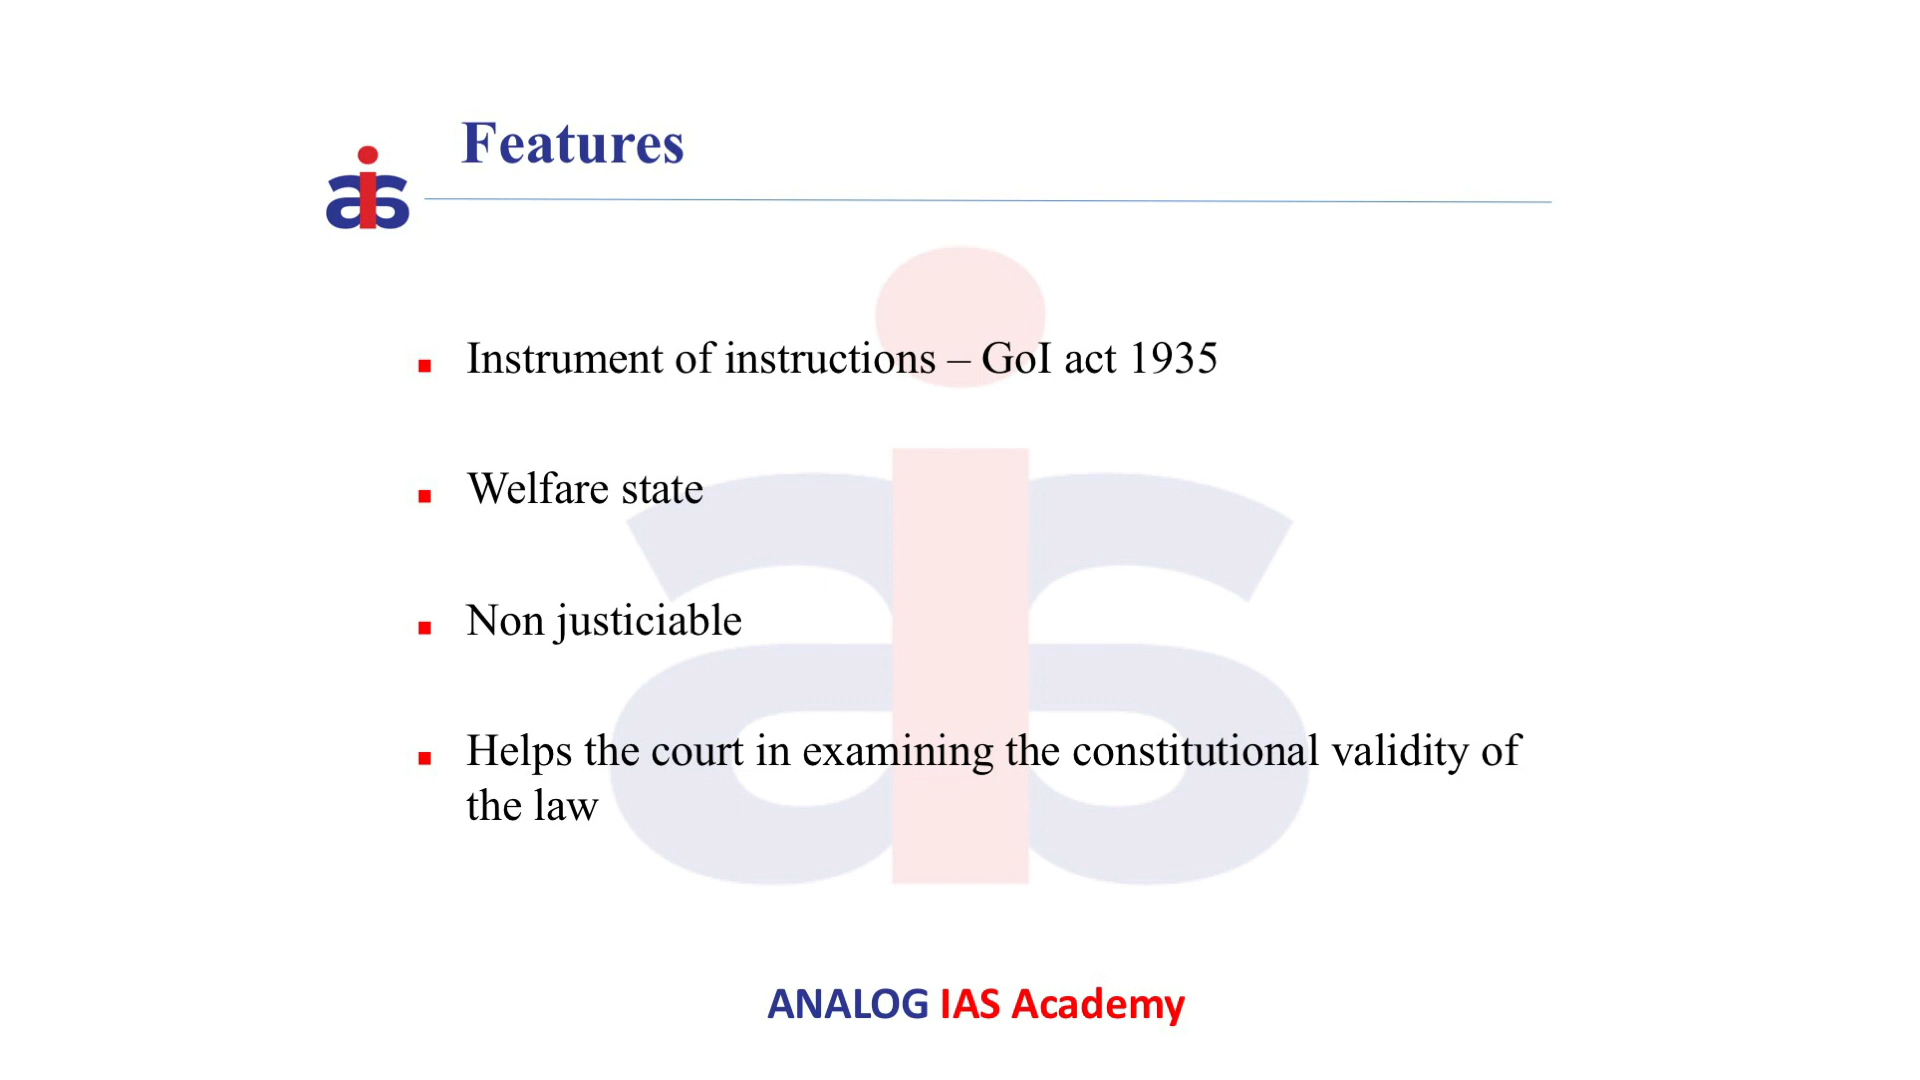 Features
ais
Instrument of instructions – GoI act 1935
Welfare state
Non justiciable
Helps the court in examining the constitutional validity of
the law
ANALOG IAS Academy